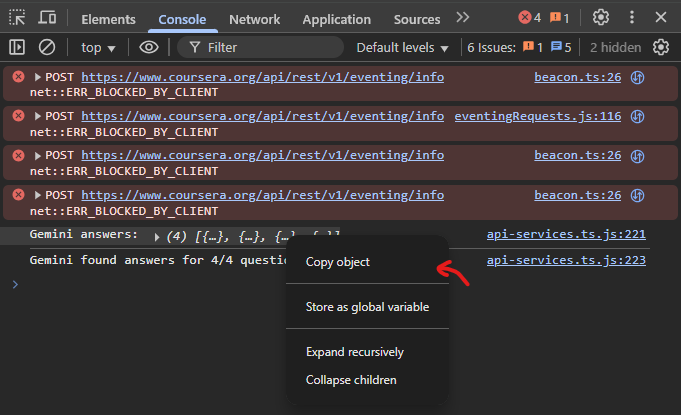 Elements Console Network Application Sources 4 1
top Filter Default levels 6 Issues: 1 5 2 hidden
POST https://www.coursera.org/api/rest/v1/eventing/info beacon.ts:26
net::ERR_BLOCKED_BY_CLIENT
POST https://www.coursera.org/api/rest/v1/eventing/info eventingRequests.js:116
net::ERR_BLOCKED_BY_CLIENT
POST https://www.coursera.org/api/rest/v1/eventing/info beacon.ts:26
net::ERR_BLOCKED_BY_CLIENT
POST https://www.coursera.org/api/rest/v1/eventing/info beacon.ts:26
net::ERR_BLOCKED_BY_CLIENT
Gemini answers: (4) [{…}, {…}, {…}, {…}] api-services.ts.js:221
Gemini found answers for 4/4 questio api-services.ts.js:223
Copy object
Store as global variable
Expand recursively
Collapse children